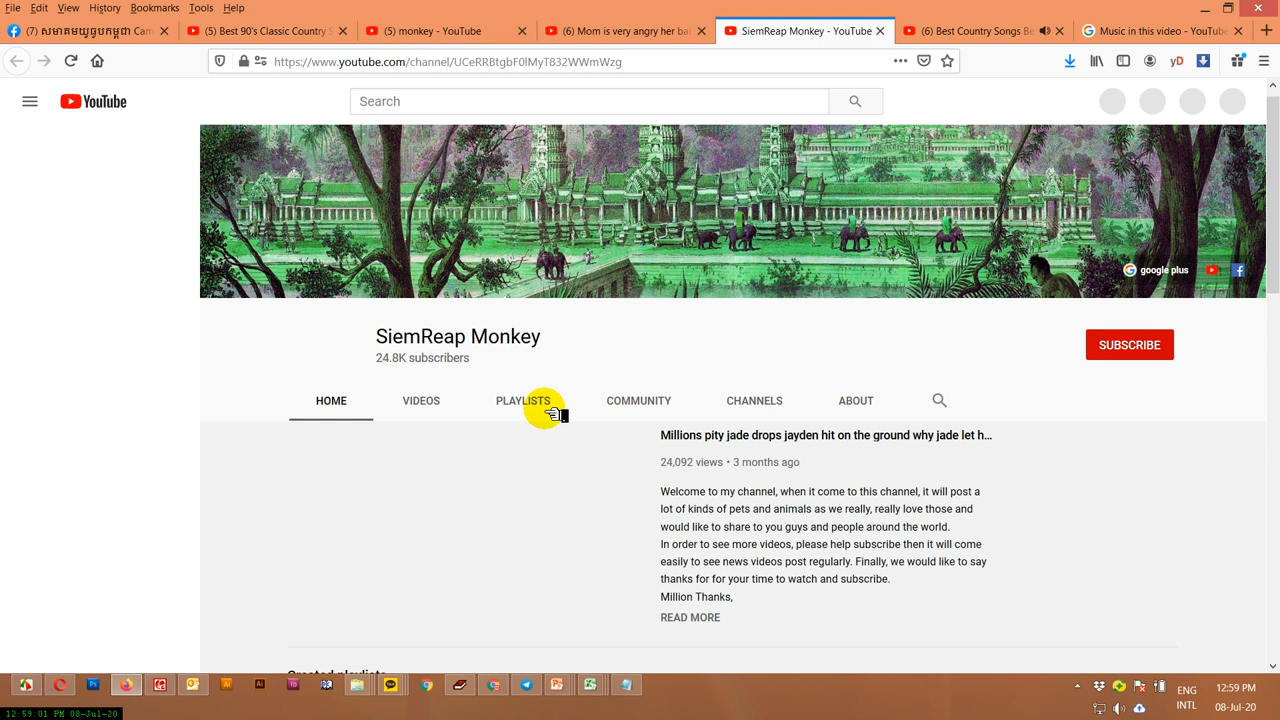 File Edit View History Bookmarks Tools Help
(7) សមាគមយូធូបកម្ពុជា Cam
(5) Best 90's Classic Country S
(5) monkey - YouTube
(6) Mom is very angry her bab
SiemReap Monkey - YouTube
(6) Best Country Songs Be
Music in this video - YouTube
https://www.youtube.com/channel/UCeRRBtgbF0lMyT832WWmWzg
yD
YouTube
Search
google plus
SiemReap Monkey
24.8K subscribers
SUBSCRIBE
HOME VIDEOS PLAYLISTS COMMUNITY CHANNELS ABOUT
Millions pity jade drops jayden hit on the ground why jade let h...
24,092 views • 3 months ago
Welcome to my channel, when it come to this channel, it will post a
lot of kinds of pets and animals as we really, really love those and
would like to share to you guys and people around the world.
In order to see more videos, please help subscribe then it will come
easily to see news videos post regularly. Finally, we would like to say
thanks for for your time to watch and subscribe.
Million Thanks,
READ MORE
Created playlists
ENG
INTL
12:59 PM
08-Jul-20
12:59:01 PM 08-Jul-20